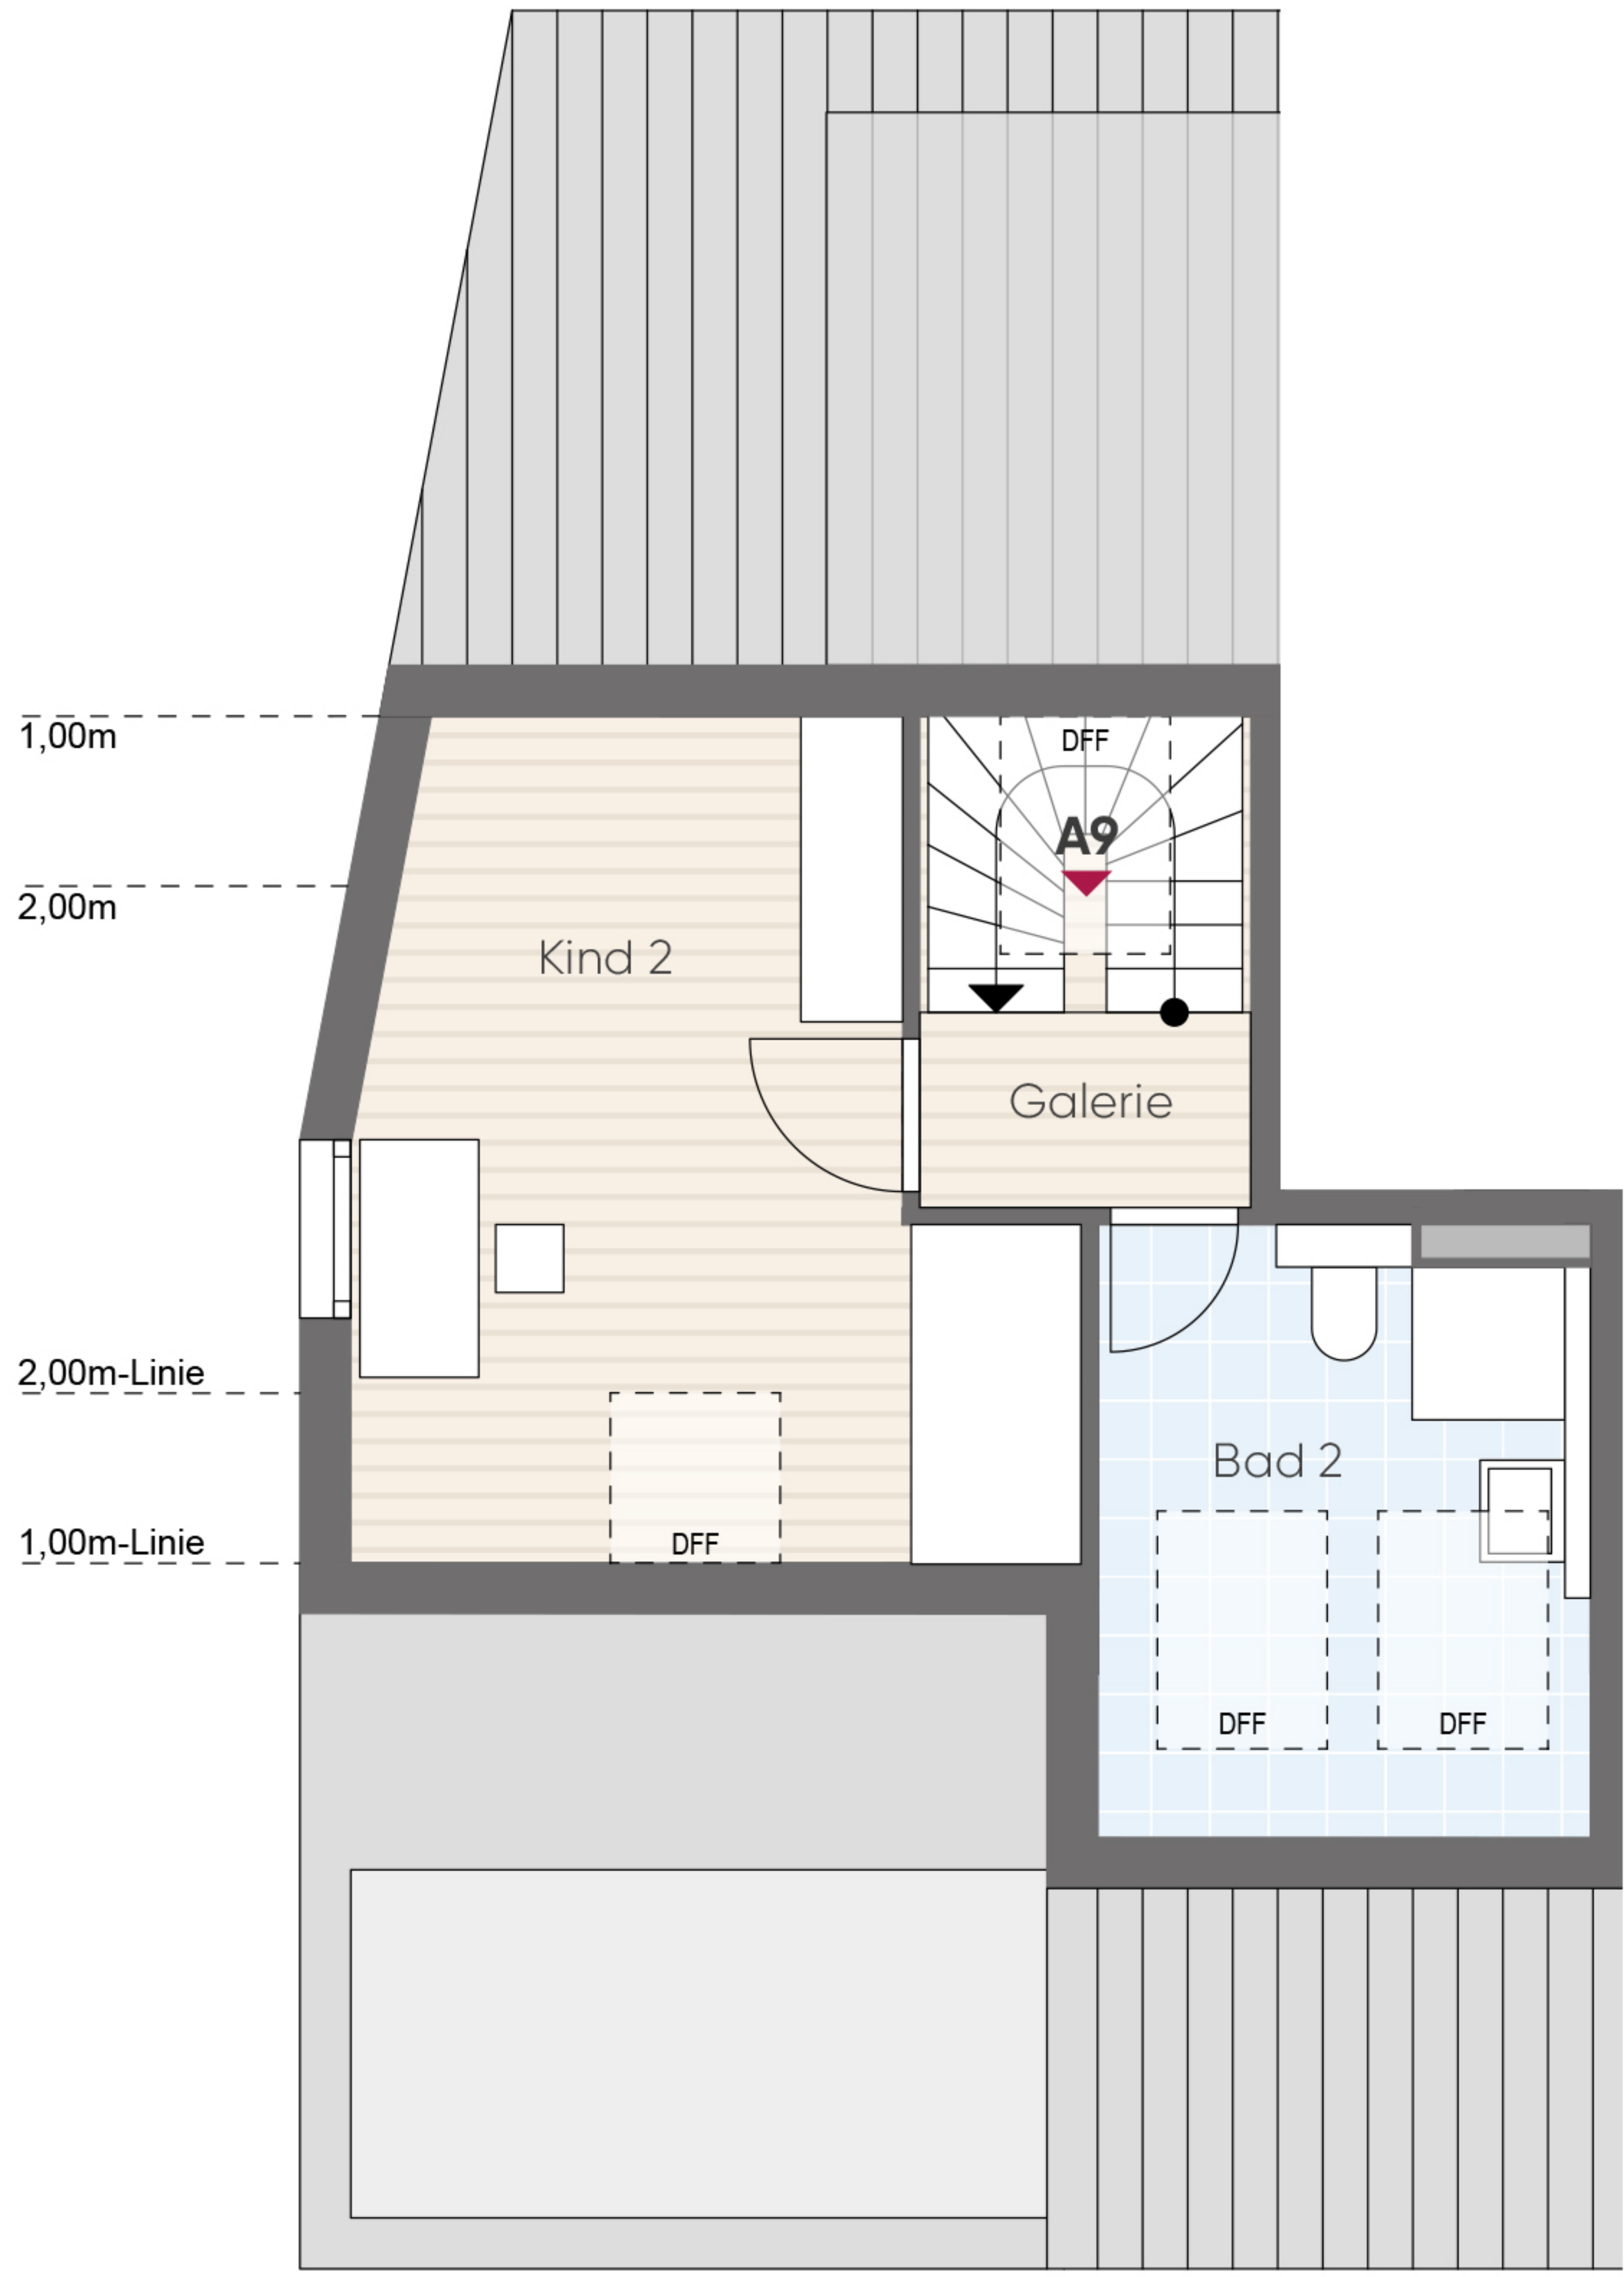 1,00m
DFF
A9
2,00m
Kind 2
Galerie
2,00m-Linie
Bad 2
1,00m-Linie
DFF
DFF
DFF